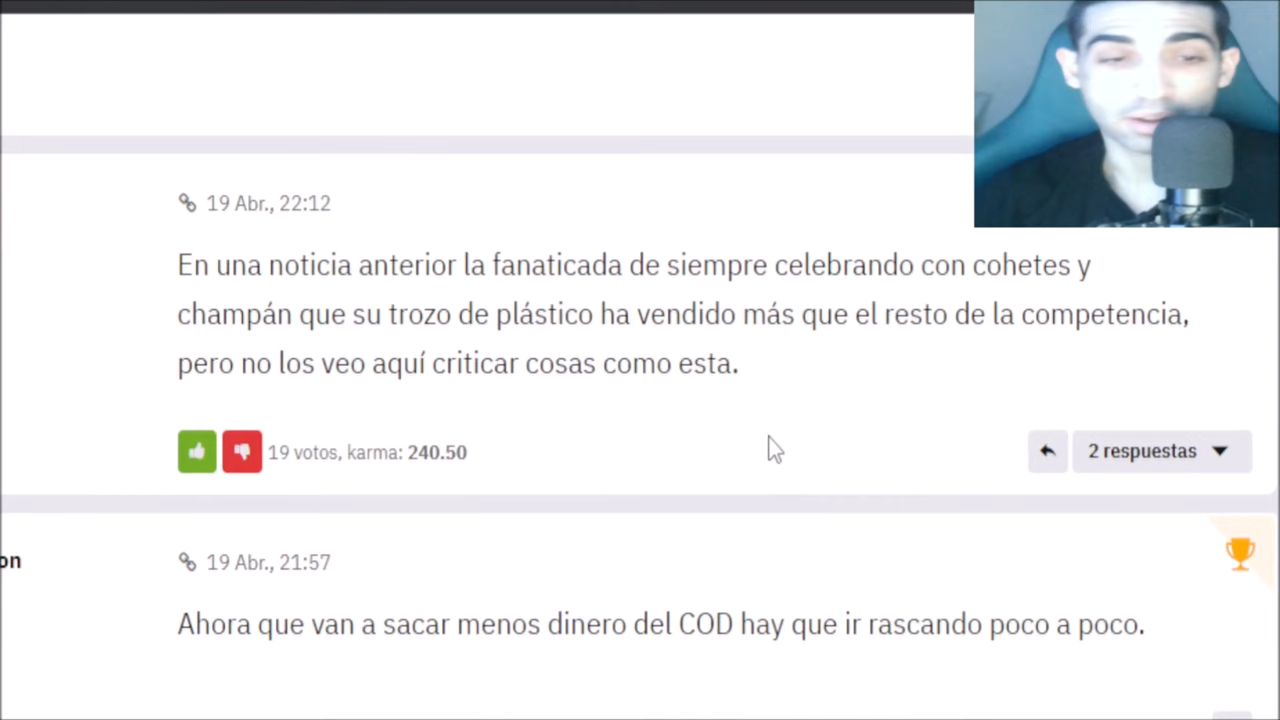 19 Abr., 22:12
En una noticia anterior la fanaticada de siempre celebrando con cohetes y
champán que su trozo de plástico ha vendido más que el resto de la competencia,
pero no los veo aquí criticar cosas como esta.
19 votos, karma: 240.50
2 respuestas
on
19 Abr., 21:57
Ahora que van a sacar menos dinero del COD hay que ir rascando poco a poco.